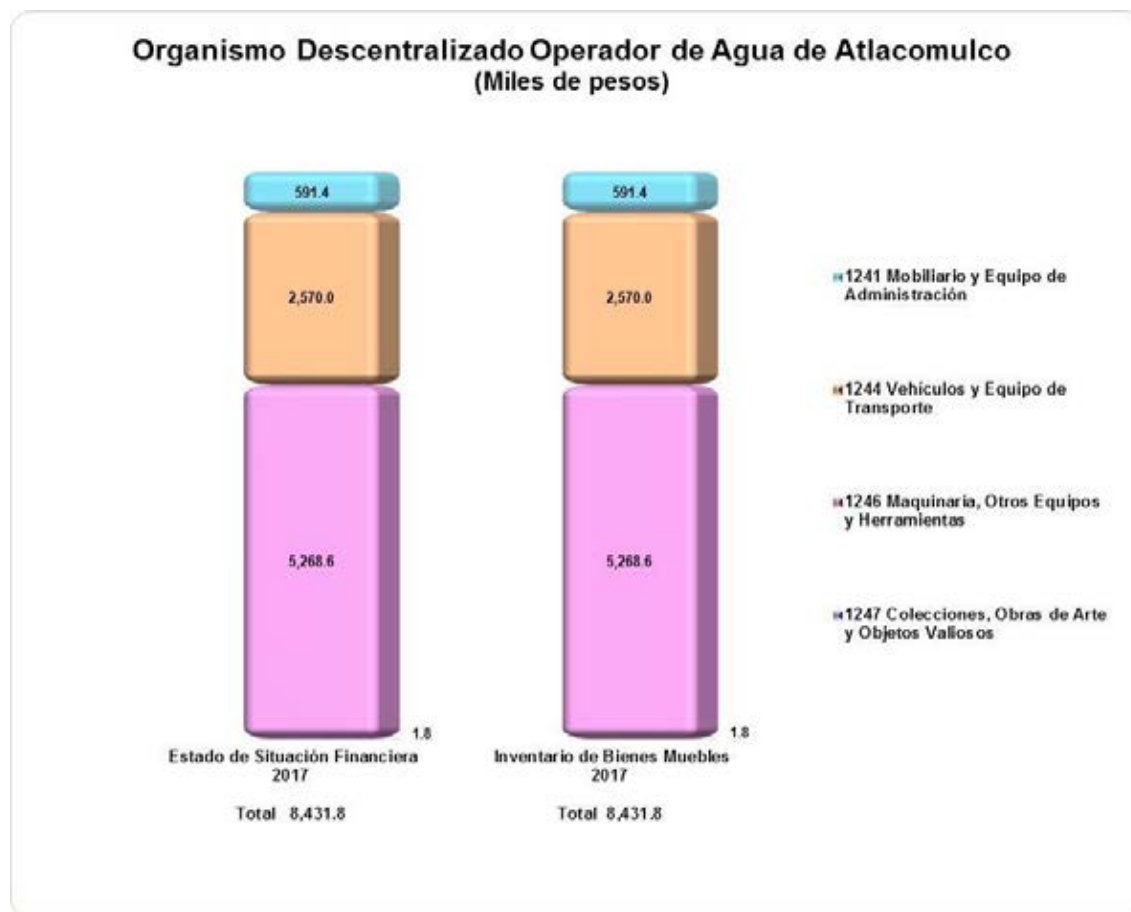 Organismo Descentralizado Operador de Agua de Atlacomulco
(Miles de pesos)
591.4
591.4
2,570.0
2,570.0
5,268.6
5,268.6
1.8
1.8
Estado de Situación Financiera
2017
Inventario de Bienes Muebles
2017
Total 8,431.8
Total 8,431.8
1241 Mobiliario y Equipo de
Administración
1244 Vehículos y Equipo de
Transporte
1246 Maquinaria, Otros Equipos
y Herramientas
1247 Colecciones, Obras de Arte
y Objetos Valiosos